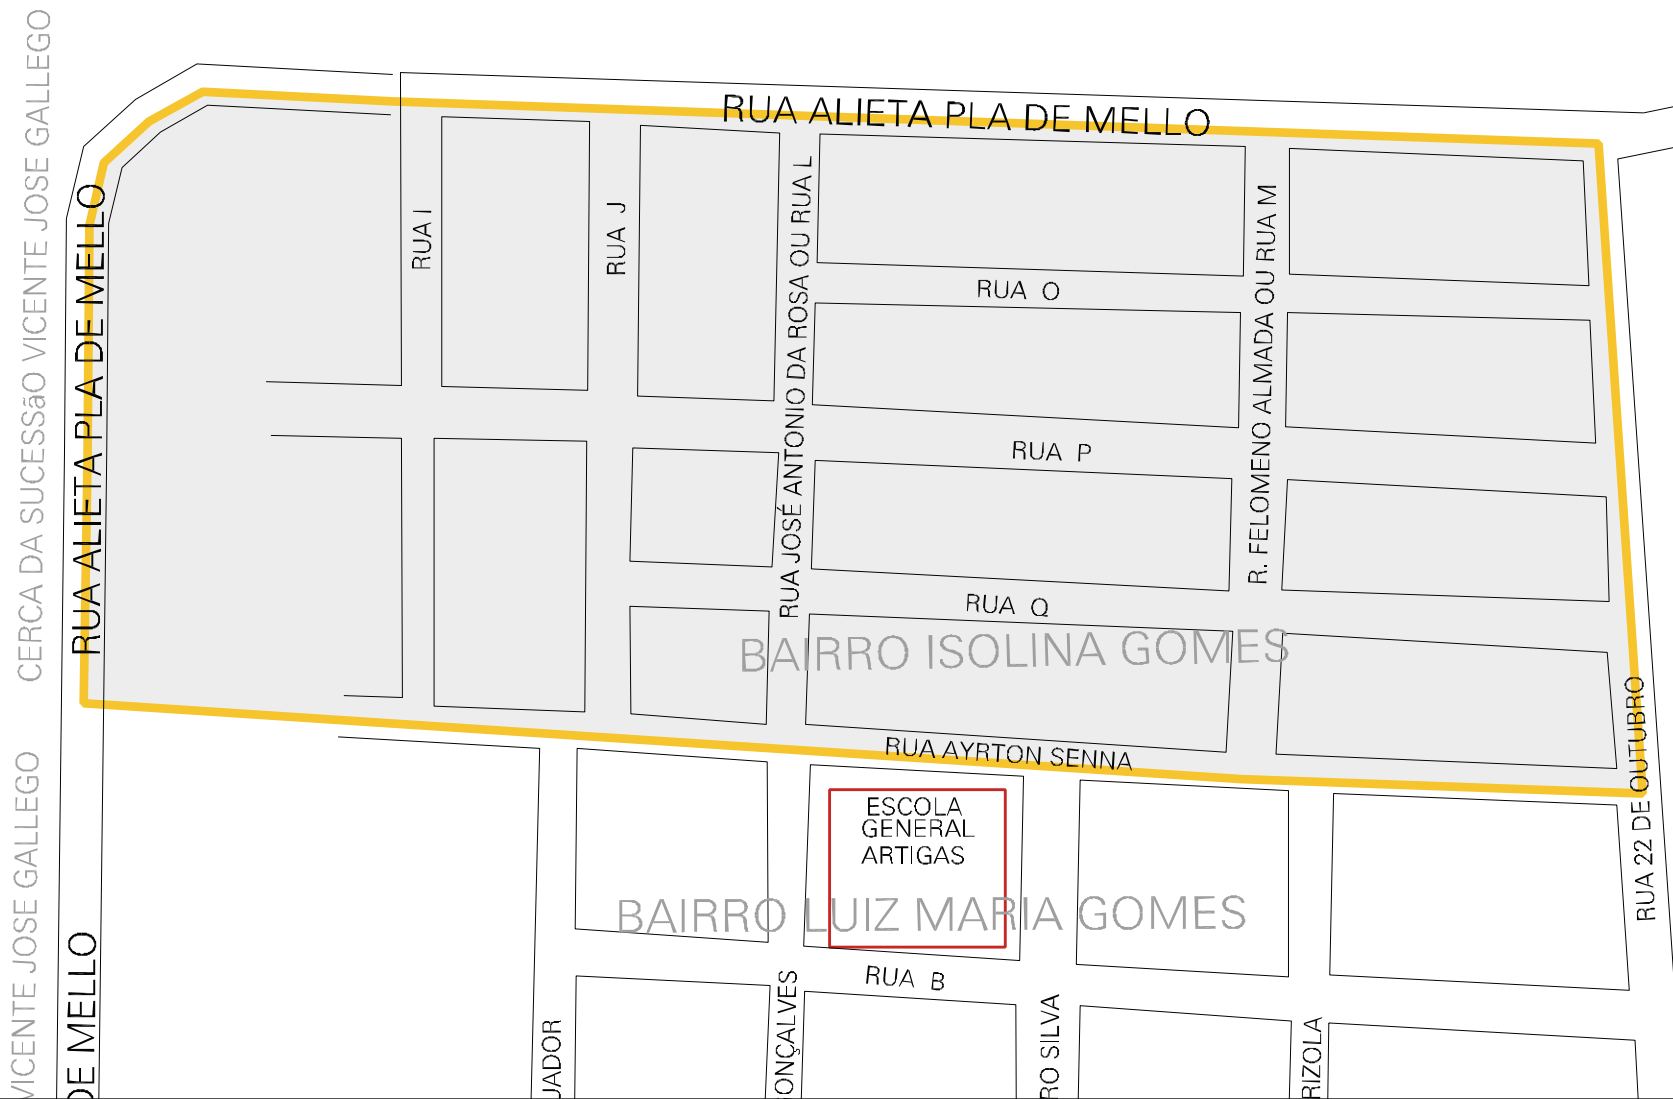 CERCA DA SUCESSãO VICENTE JOSE GALLEGO
RUA ALIETA PLA DE MELLO
RUA ALIETA PLA DE MELLO
RUA I
RUA J
RUA JOSÉ ANTONIO DA ROSA OU RUA L
R. FELOMENO ALMADA OU RUA M
RUA O
RUA P
RUA Q
BAIRRO ISOLINA GOMES
RUA AYRTON SENNA
RUA 22 DE OUTUBRO
ESCOLA
GENERAL
ARTIGAS
BAIRRO LUIZ MARIA GOMES
RUA B
VICENTE JOSE GALLEGO
DE MELLO
UADOR
ONÇALVES
RO SILVA
RIZOLA